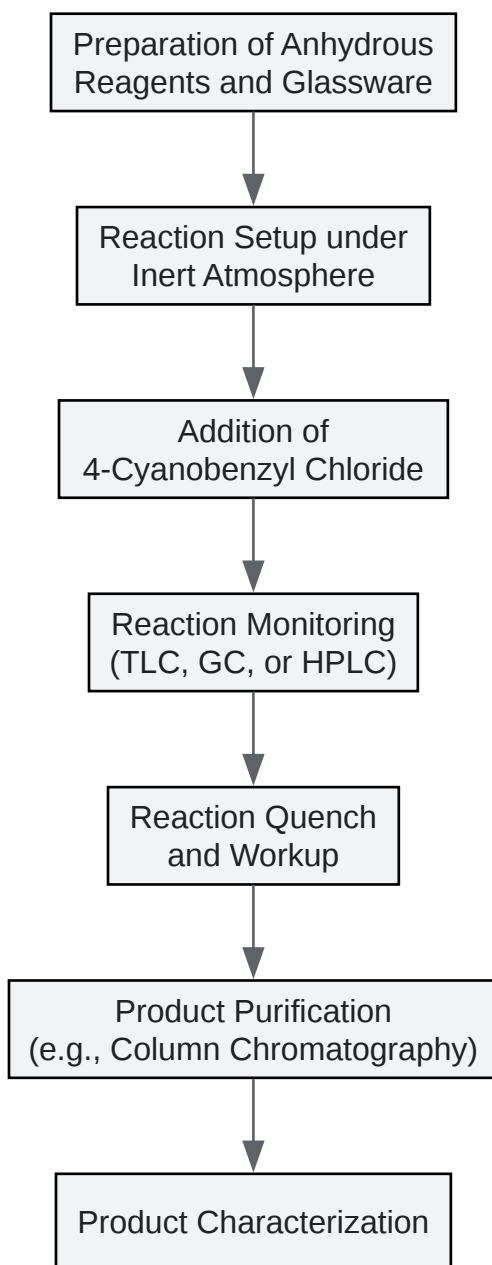 Preparation of Anhydrous
Reagents and Glassware
Reaction Setup under
Inert Atmosphere
Addition of
4-Cyanobenzyl Chloride
Reaction Monitoring
(TLC, GC, or HPLC)
Reaction Quench
and Workup
Product Purification
(e.g., Column Chromatography)
Product Characterization